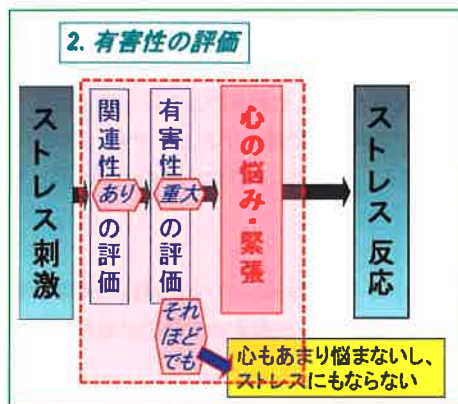 2. 有害性の評価
ストレス刺激
関連性
あり
の評価
有害性
重大
の評価
心の悩み・緊張
ストレス反応
それ
ほど
でも
心もあまり悩まないし、
ストレスにもならない